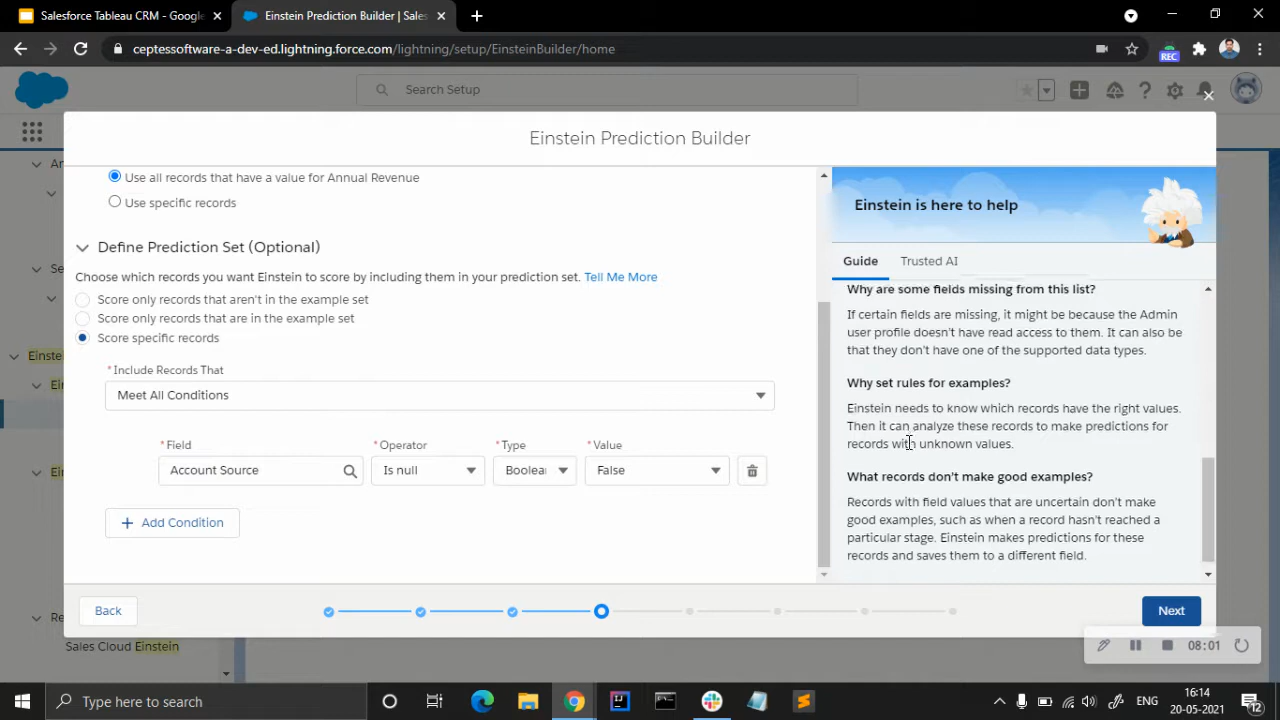 Salesforce Tableau CRM - Google
Einstein Prediction Builder | Sales
ceptessoftware-a-dev-ed.lightning.force.com/lightning/setup/EinsteinBuilder/home
REC
Search Setup
Einstein Prediction Builder
Use all records that have a value for Annual Revenue
Use specific records
Define Prediction Set (Optional)
Choose which records you want Einstein to score by including them in your prediction set. Tell Me More
Score only records that aren't in the example set
Score only records that are in the example set
Score specific records
*Include Records That
Meet All Conditions
*Field
*Operator
*Type
*Value
Account Source
Is null
Boolea
False
+ Add Condition
Einstein is here to help
Guide
Trusted AI
Why are some fields missing from this list?
If certain fields are missing, it might be because the Admin
user profile doesn't have read access to them. It can also be
that they don't have one of the supported data types.
Why set rules for examples?
Einstein needs to know which records have the right values.
Then it can analyze these records to make predictions for
records with unknown values.
What records don't make good examples?
Records with field values that are uncertain don't make
good examples, such as when a record hasn't reached a
particular stage. Einstein makes predictions for these
records and saves them to a different field.
Back
Next
An
Se
Einste
Ei
Ei
Re
Sales Cloud Einstein
08:01
Type here to search
ENG
16:14
20-05-2021
12